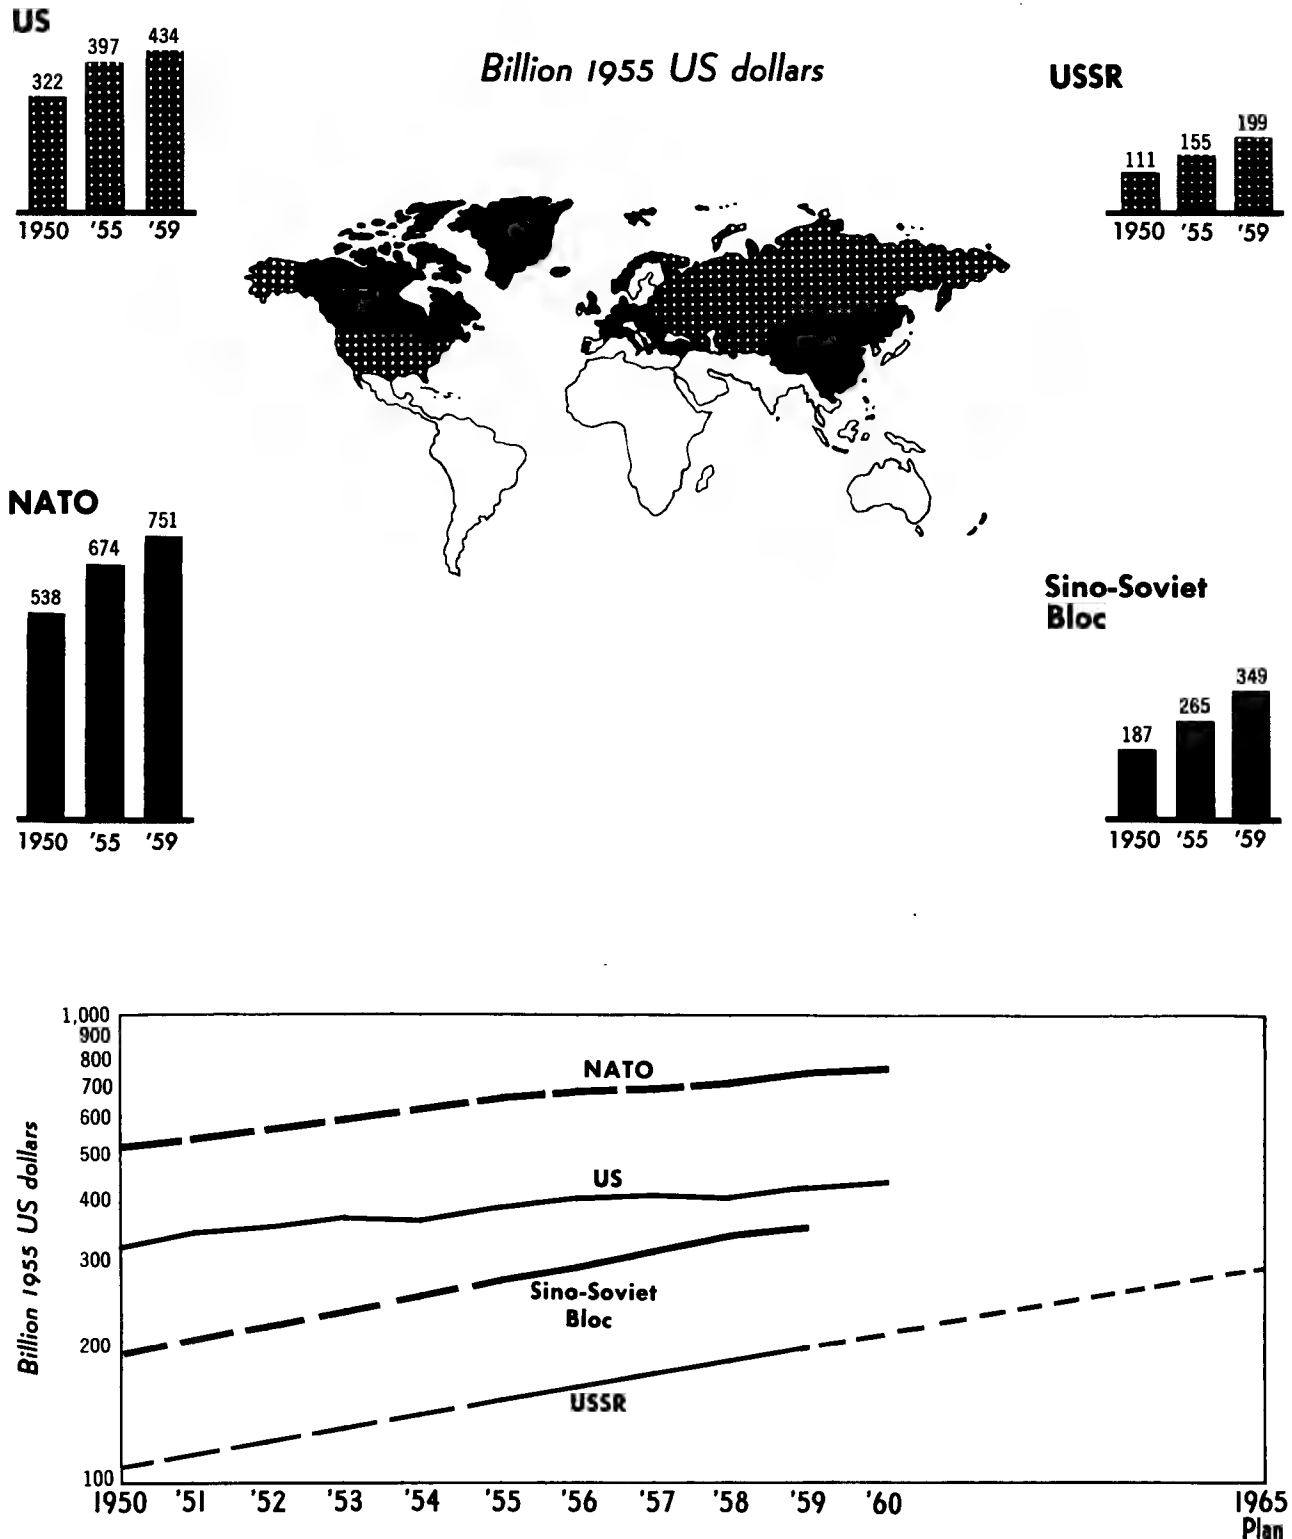 US
322 397 434
1950 '55 '59
Billion 1955 US dollars
USSR
111 155 199
1950 '55 '59
NATO
538 674 751
1950 '55 '59
Sino-Soviet
Bloc
187 265 349
1950 '55 '59
Billion 1955 US dollars
1,000
900
800
700
600
500
400
300
200
100
NATO
US
Sino-Soviet
Bloc
USSR
1950 '51 '52 '53 '54 '55 '56 '57 '58 '59 '60 1965
Plan